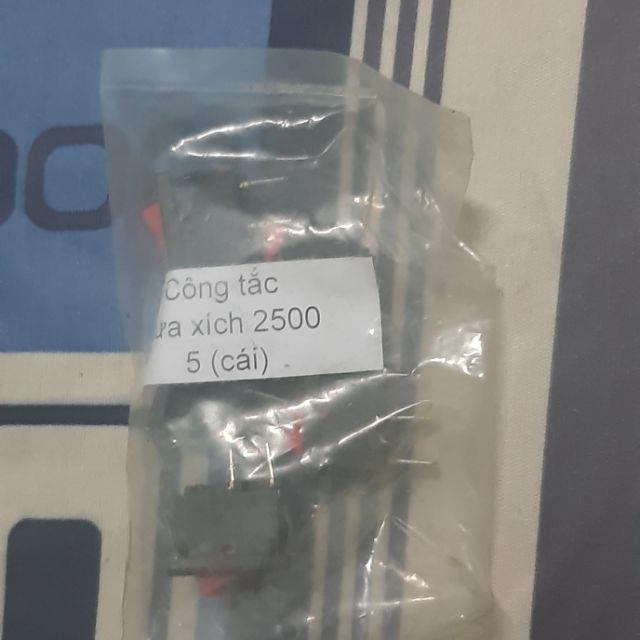 Công tắc
ưa xích 2500
5 (cái)